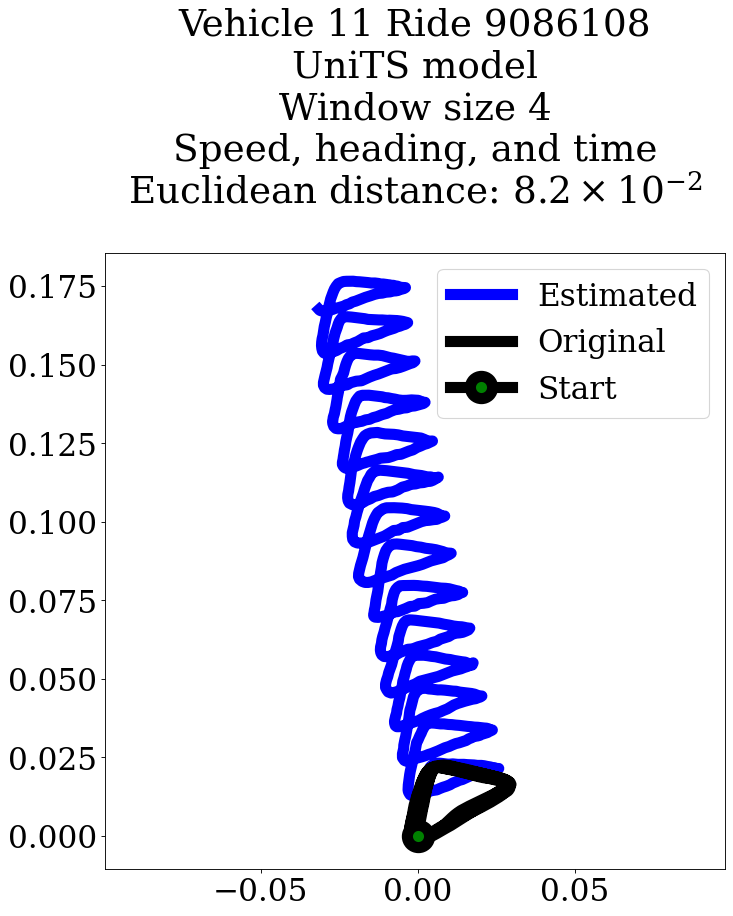 Vehicle 11 Ride 9086108
UniTS model
Window size 4
Speed, heading, and time
Euclidean distance: 8.2 × 10⁻²
Estimated
Original
Start
0.175
0.150
0.125
0.100
0.075
0.050
0.025
0.000
−0.05
0.00
0.05